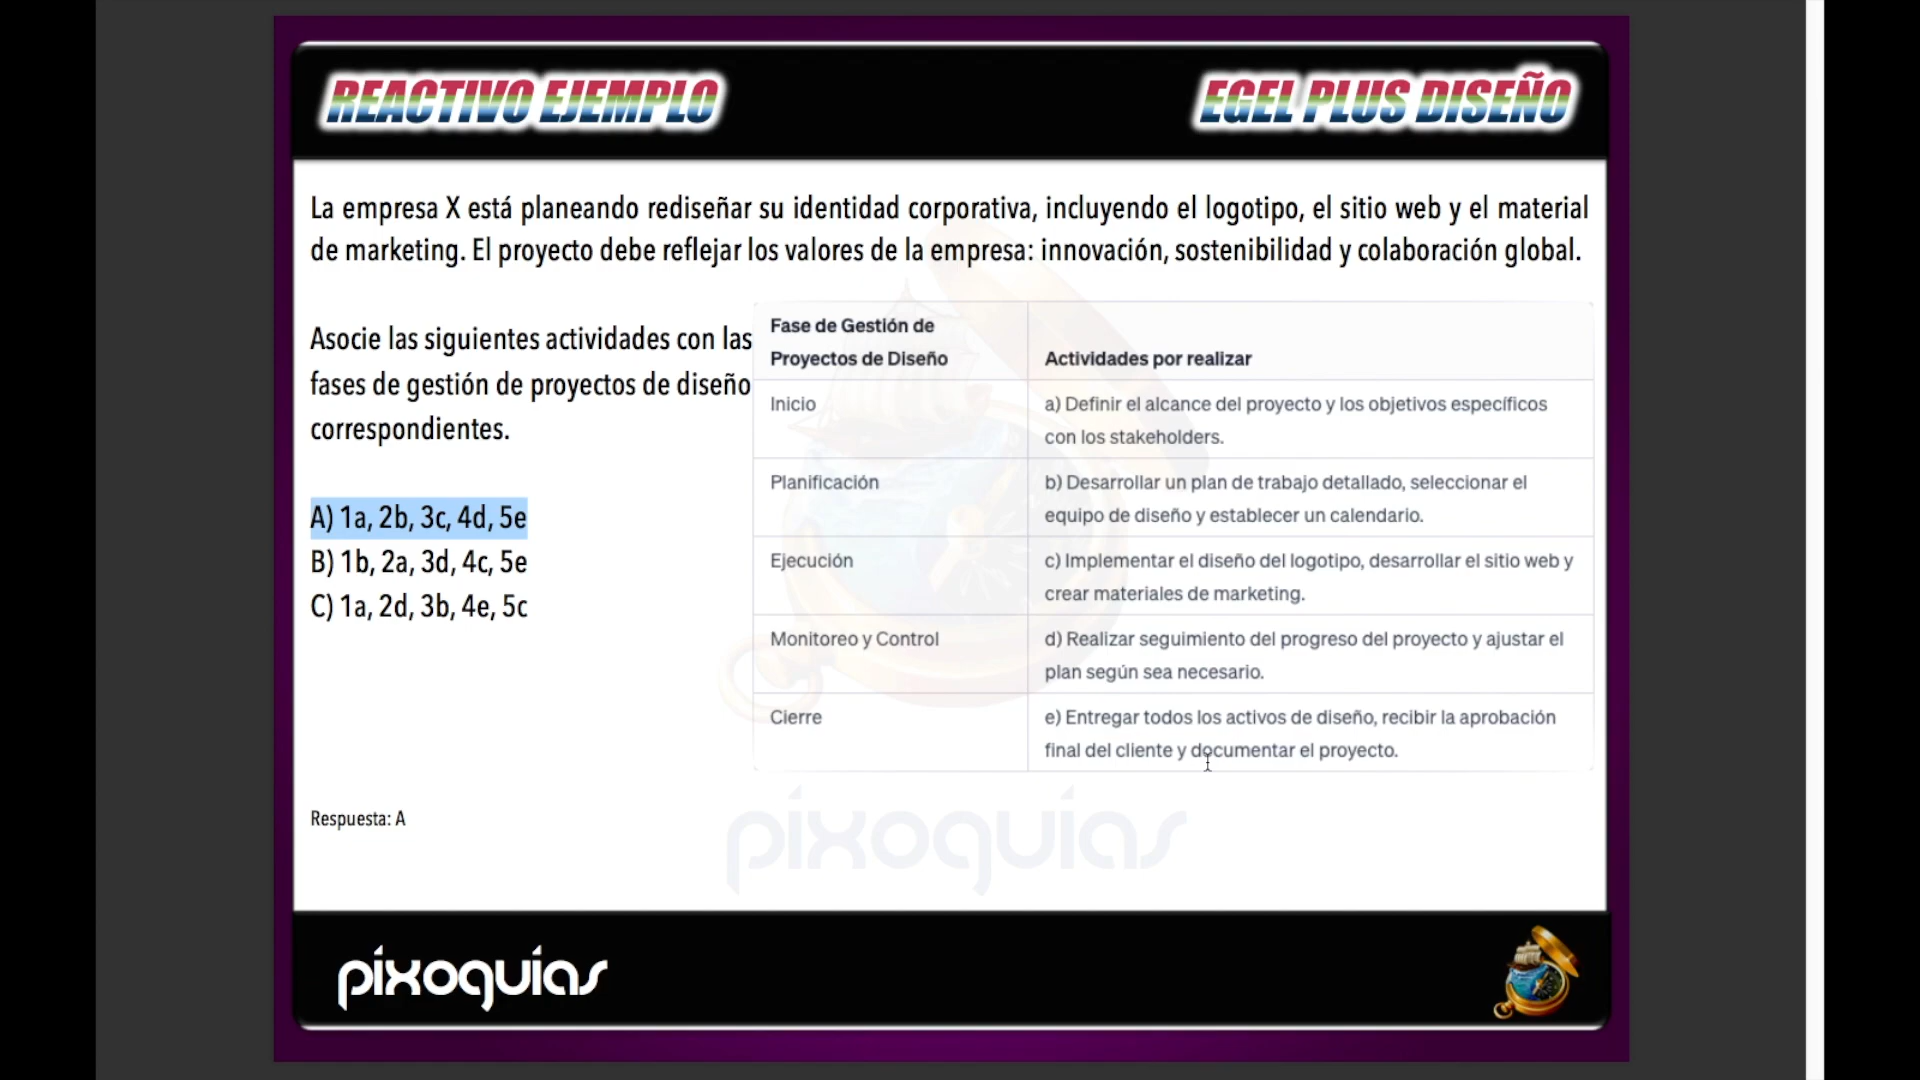 REACTIVO EJEMPLO
EGEL PLUS DISEÑO
La empresa X está planeando rediseñar su identidad corporativa, incluyendo el logotipo, el sitio web y el material
de marketing. El proyecto debe reflejar los valores de la empresa: innovación, sostenibilidad y colaboración global.
Asocie las siguientes actividades con las
fases de gestión de proyectos de diseño
correspondientes.
A) 1a, 2b, 3c, 4d, 5e
B) 1b, 2a, 3d, 4c, 5e
C) 1a, 2d, 3b, 4e, 5c
Respuesta: A
Fase de Gestión de
Proyectos de Diseño
Actividades por realizar
Inicio
a) Definir el alcance del proyecto y los objetivos específicos
con los stakeholders.
Planificación
b) Desarrollar un plan de trabajo detallado, seleccionar el
equipo de diseño y establecer un calendario.
Ejecución
c) Implementar el diseño del logotipo, desarrollar el sitio web y
crear materiales de marketing.
Monitoreo y Control
d) Realizar seguimiento del progreso del proyecto y ajustar el
plan según sea necesario.
Cierre
e) Entregar todos los activos de diseño, recibir la aprobación
final del cliente y documentar el proyecto.
pixoguías
pixoguías